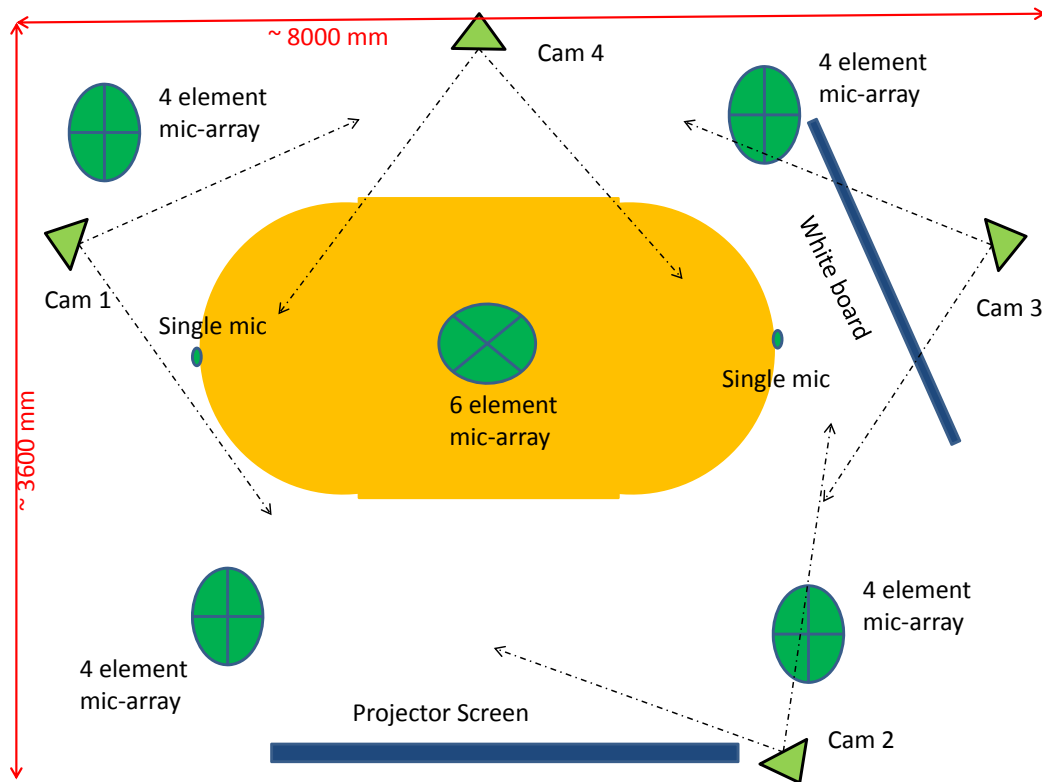 ~ 8000 mm
Cam 4
4 element
mic-array
4 element
mic-array
Cam 1
White board
Cam 3
Single mic
Single mic
6 element
mic-array
~ 3600 mm
4 element
mic-array
4 element
mic-array
Projector Screen
Cam 2